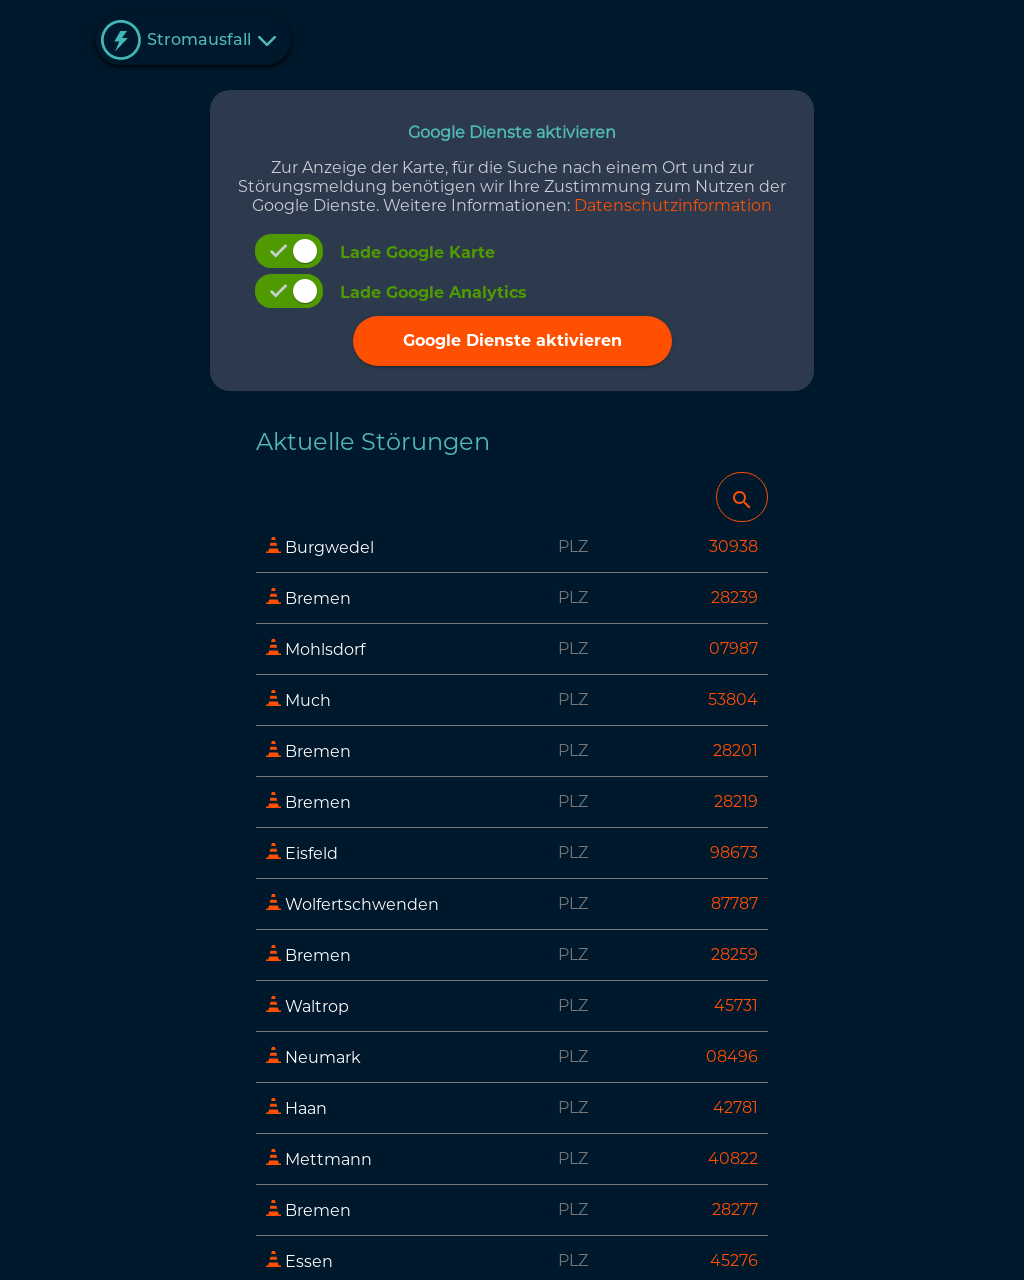 Stromausfall
Google Dienste aktivieren
Zur Anzeige der Karte, für die Suche nach einem Ort und zur
Störungsmeldung benötigen wir Ihre Zustimmung zum Nutzen der
Google Dienste. Weitere Informationen: Datenschutzinformation
Lade Google Karte
Lade Google Analytics
Google Dienste aktivieren
Aktuelle Störungen
Burgwedel PLZ 30938
Bremen PLZ 28239
Mohlsdorf PLZ 07987
Much PLZ 53804
Bremen PLZ 28201
Bremen PLZ 28219
Eisfeld PLZ 98673
Wolfertschwenden PLZ 87787
Bremen PLZ 28259
Waltrop PLZ 45731
Neumark PLZ 08496
Haan PLZ 42781
Mettmann PLZ 40822
Bremen PLZ 28277
Essen PLZ 45276